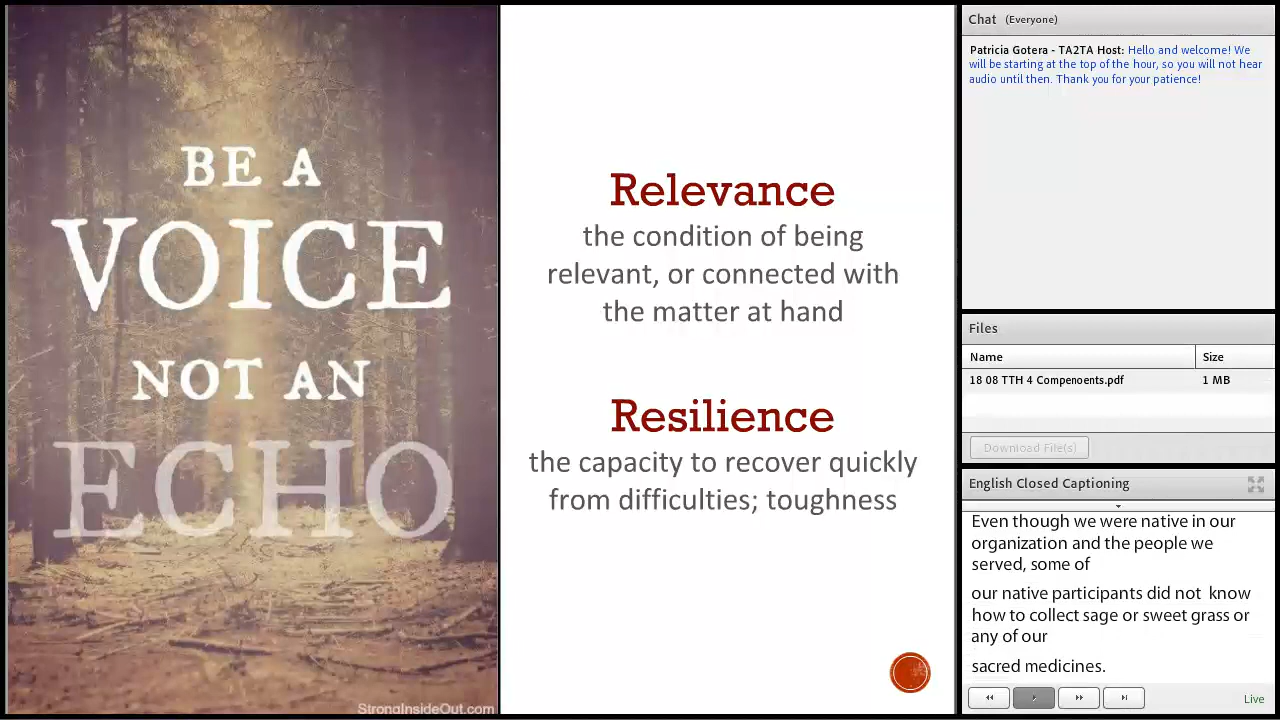 BE A
VOICE
NOT AN
ECHO
StrongInsideOut.com
Relevance
the condition of being
relevant, or connected with
the matter at hand
Resilience
the capacity to recover quickly
from difficulties; toughness
Chat (Everyone)
Patricia Gotera - TA2TA Host: Hello and welcome! We
will be starting at the top of the hour, so you will not hear
audio until then. Thank you for your patience!
Files
Name Size
18 08 TTH 4 Compenoents.pdf 1 MB
Download File(s)
English Closed Captioning
Even though we were native in our
organization and the people we
served, some of
our native participants did not know
how to collect sage or sweet grass or
any of our
sacred medicines.
Live